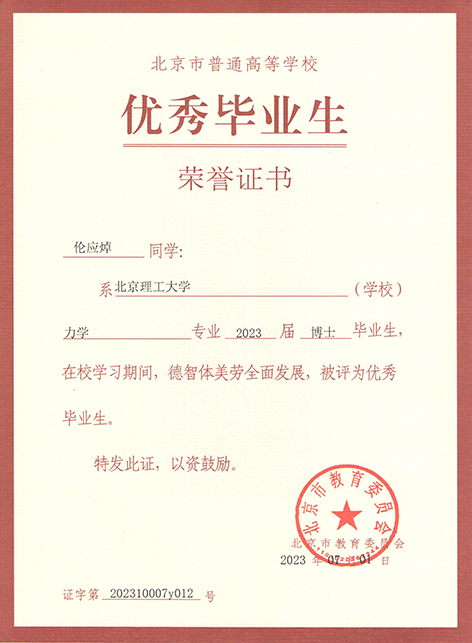 北京市普通高等学校
优秀毕业生
荣誉证书
伦应焯 同学:
系北京理工大学(学校)
力学 专业 2023 届 博士 毕业生，
在校学习期间，德智体美劳全面发展，被评为优秀
毕业生。
特发此证，以资鼓励。
北京市教育委员会
北京市教育委员会
2023 年 07 月 01 日
证字第 202310007y012 号